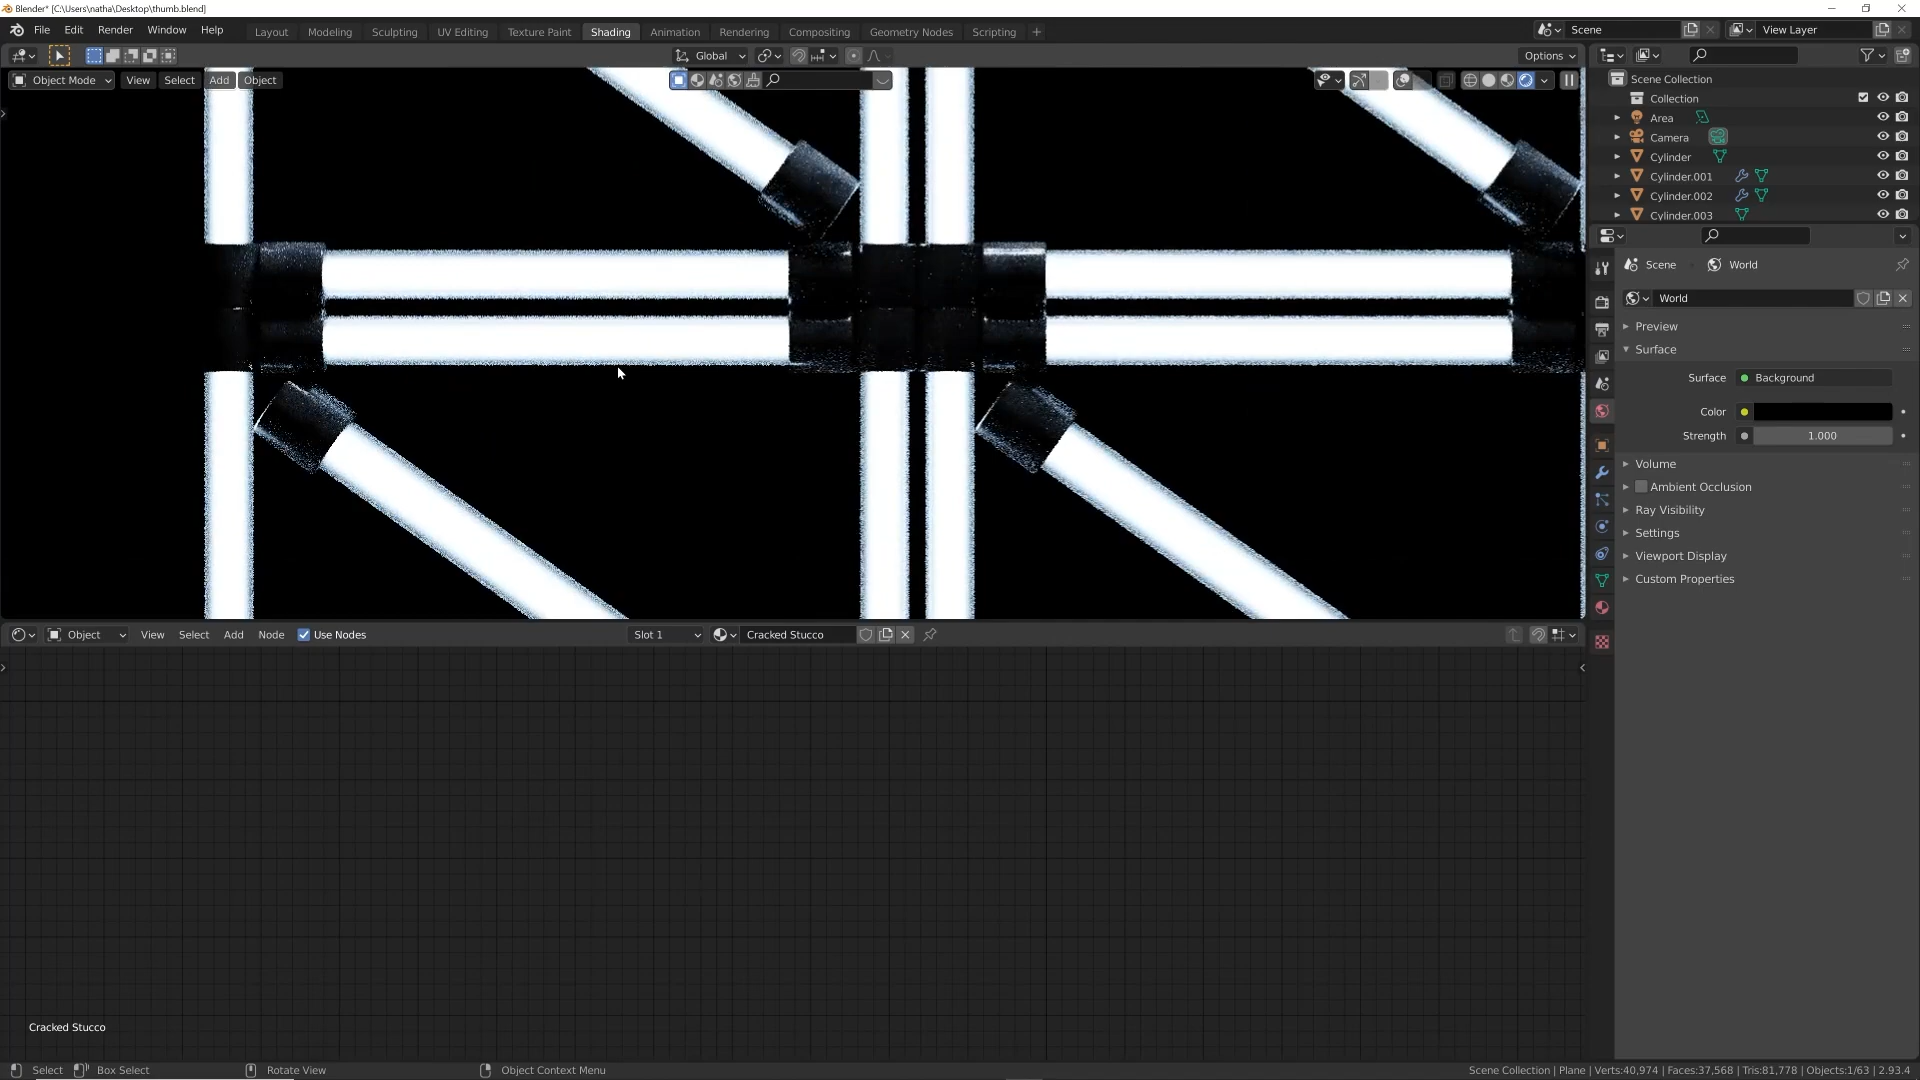 Blender* [C:\Users\natha\Desktop\thumb.blend]
File Edit Render Window Help Layout Modeling Sculpting UV Editing Texture Paint Shading Animation Rendering Compositing Geometry Nodes Scripting + Scene View Layer
Global Options
Object Mode View Select Add Object
Scene Collection
Collection
Area
Camera
Cylinder
Cylinder.001
Cylinder.002
Cylinder.003
Scene World
World
Preview
Surface
Surface Background
Color
Strength 1.000
Volume
Ambient Occlusion
Ray Visibility
Settings
Viewport Display
Custom Properties
Object View Select Add Node Use Nodes Slot 1 Cracked Stucco
Cracked Stucco
Select Box Select Rotate View Object Context Menu Scene Collection | Plane | Verts:40,974 | Faces:37,568 | Tris:81,778 | Objects:1/63 | 2.93.4